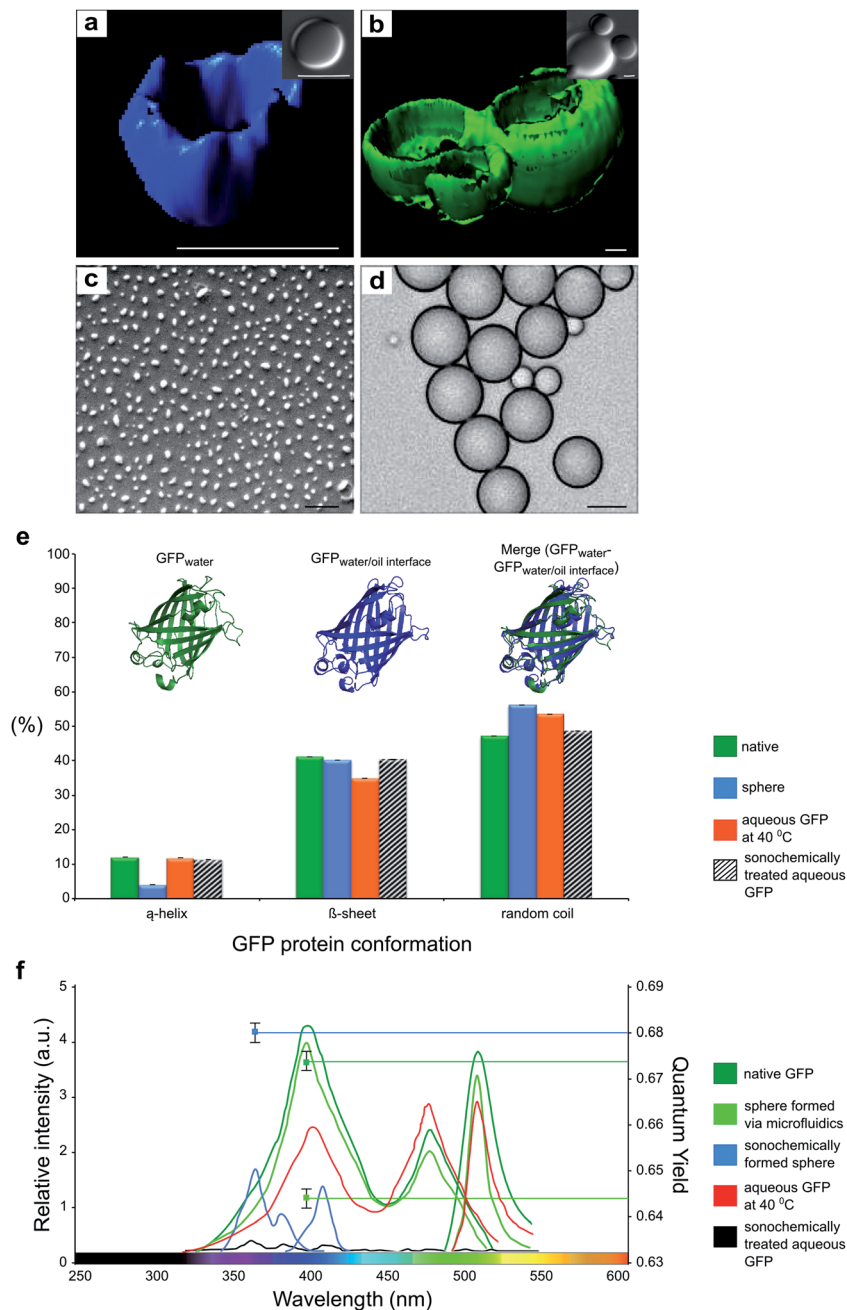 a
b
c
d
e
100
90
80
70
60
50
40
30
20
10
0
(%)
GFPwater
GFPwater/oil interface
Merge (GFPwater-
GFPwater/oil interface)
native
sphere
aqueous GFP
at 40 ⁰C
sonochemically
treated aqueous
GFP
ą-helix
ß-sheet
random coil
GFP protein conformation
f
5
4
3
2
1
0
Relative intensity (a.u.)
0.69
0.68
0.67
0.66
0.65
0.64
0.63
Quantum Yield
native GFP
sphere formed
via microfluidics
sonochemically
formed sphere
aqueous GFP
at 40 ⁰C
sonochemically
treated aqueous
GFP
250
300
350
400
450
500
550
600
Wavelength (nm)